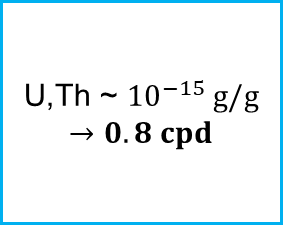 U,Th ~ 10⁻¹⁵ g/g
→ 0.8 cpd